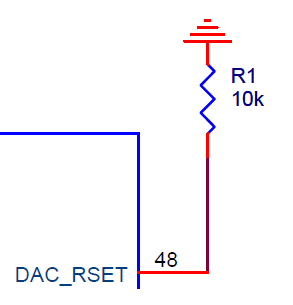 R1
10k
48
DAC_RSET